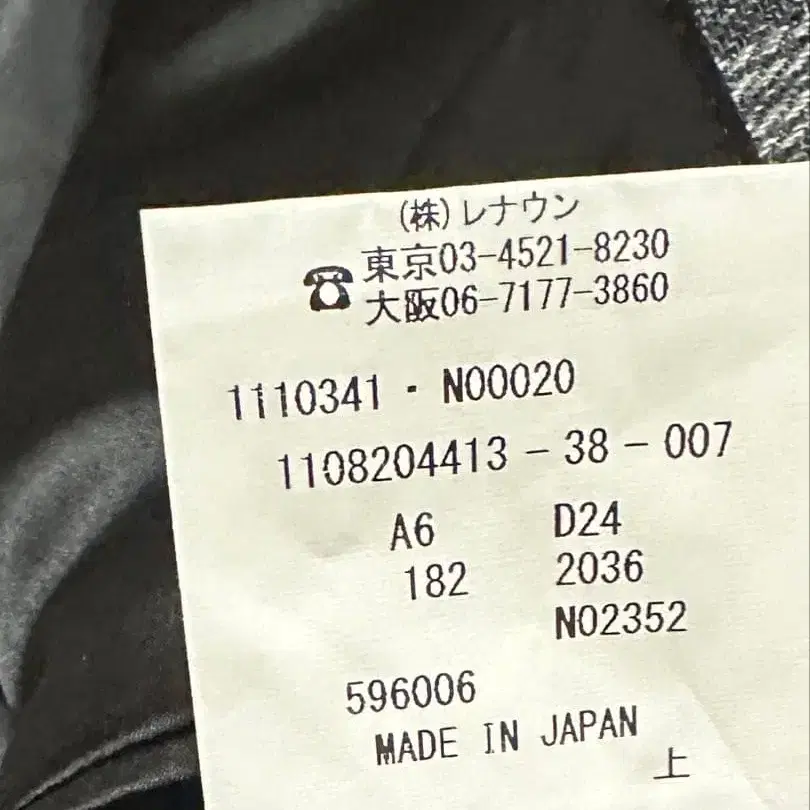 (株)レナウン
☎東京03-4521-8230
大阪06-7177-3860
1110341・N00020
1108204413-38-007
A6 D24
182 2036
N02352
596006
MADE IN JAPAN
上